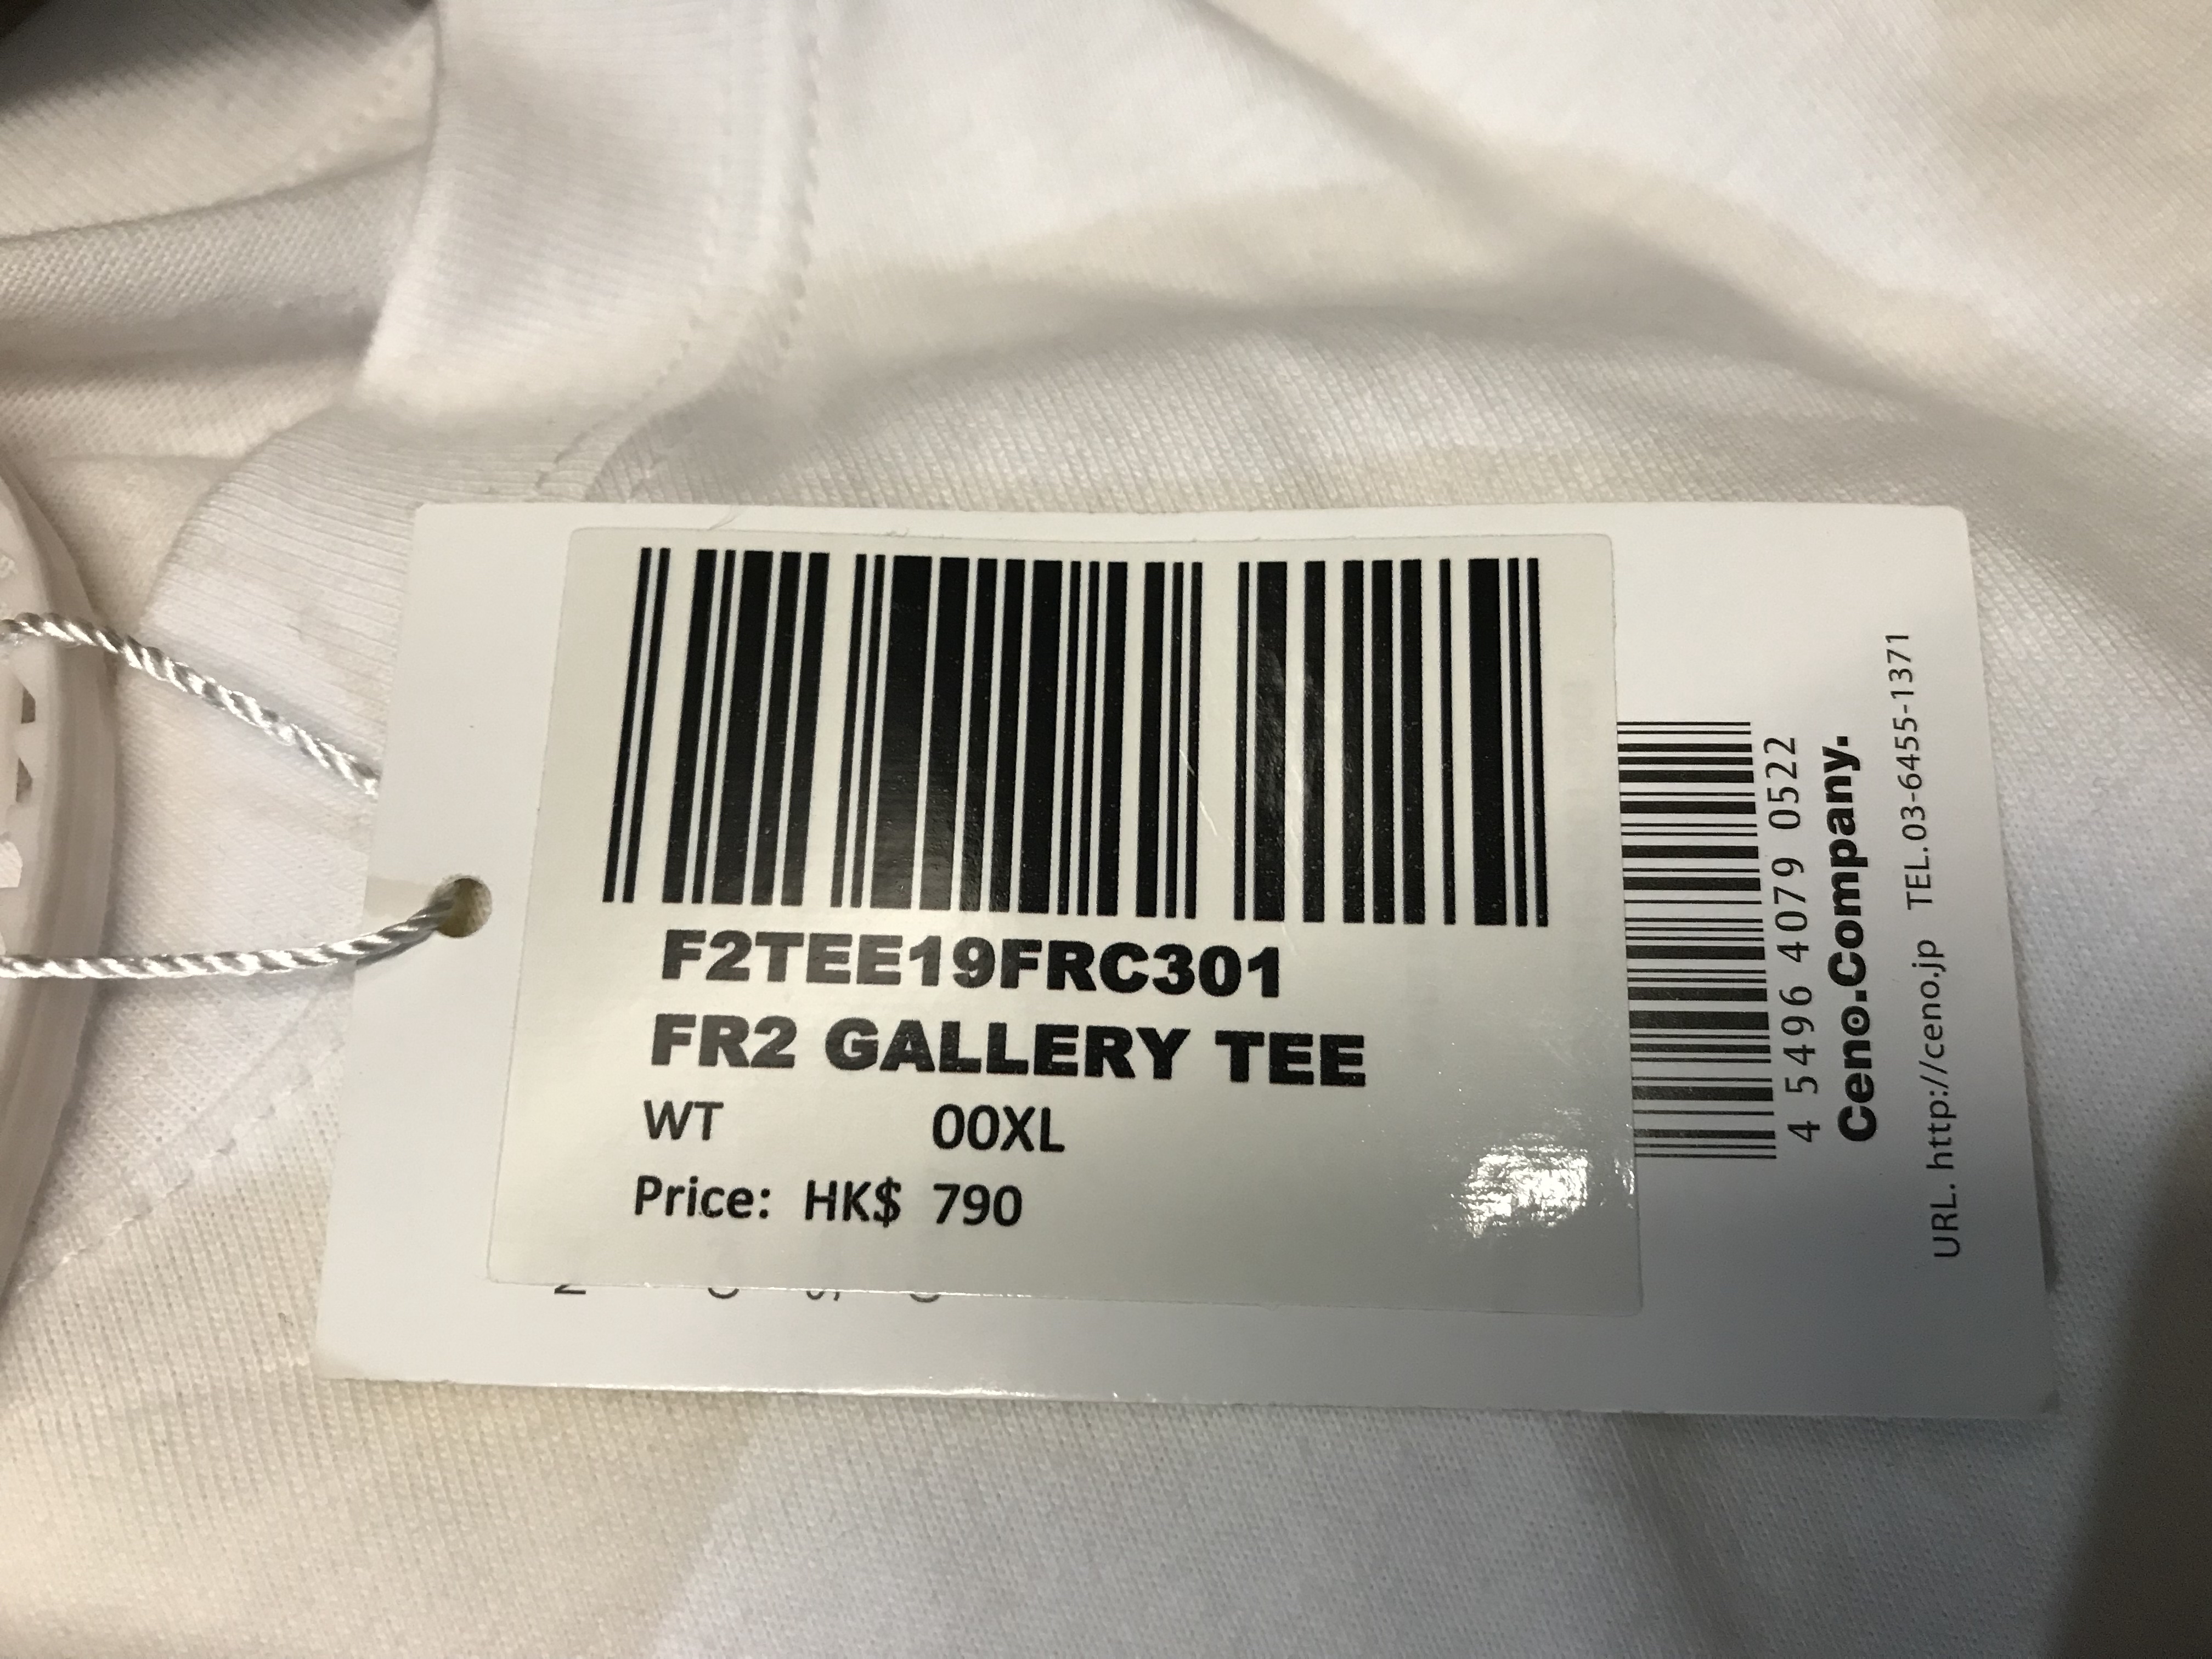 F2TEE19FRC301
FR2 GALLERY TEE
WT 00XL
Price: HK$ 790
4 5496 4079 0522
Ceno.Company.
URL. http://ceno.jp TEL.03-6455-1371